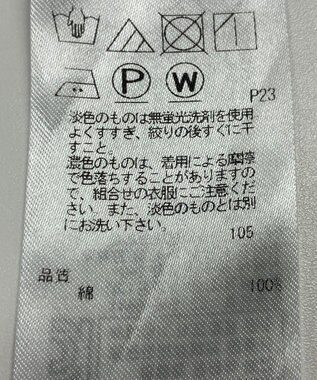 P
W
P23
淡色のものは無蛍光洗剤を使用
よくすすぎ、絞りの後すぐに干
すこと。
濃色のものは、着用による摩擦
で色落ちすることがありますの
で、組合せの衣服にご注意くだ
さい。また、淡色のものとは別
にお洗い下さい。
105
品名
綿
100%